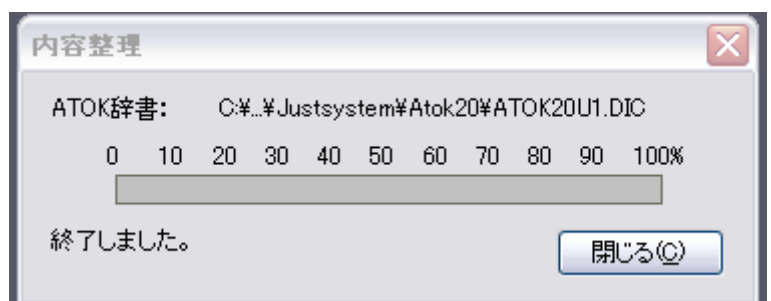 内容整理
ATOK辞書: C:¥...¥Justsystem¥Atok20¥ATOK20U1.DIC
0 10 20 30 40 50 60 70 80 90 100%
終了しました。
閉じる(C)